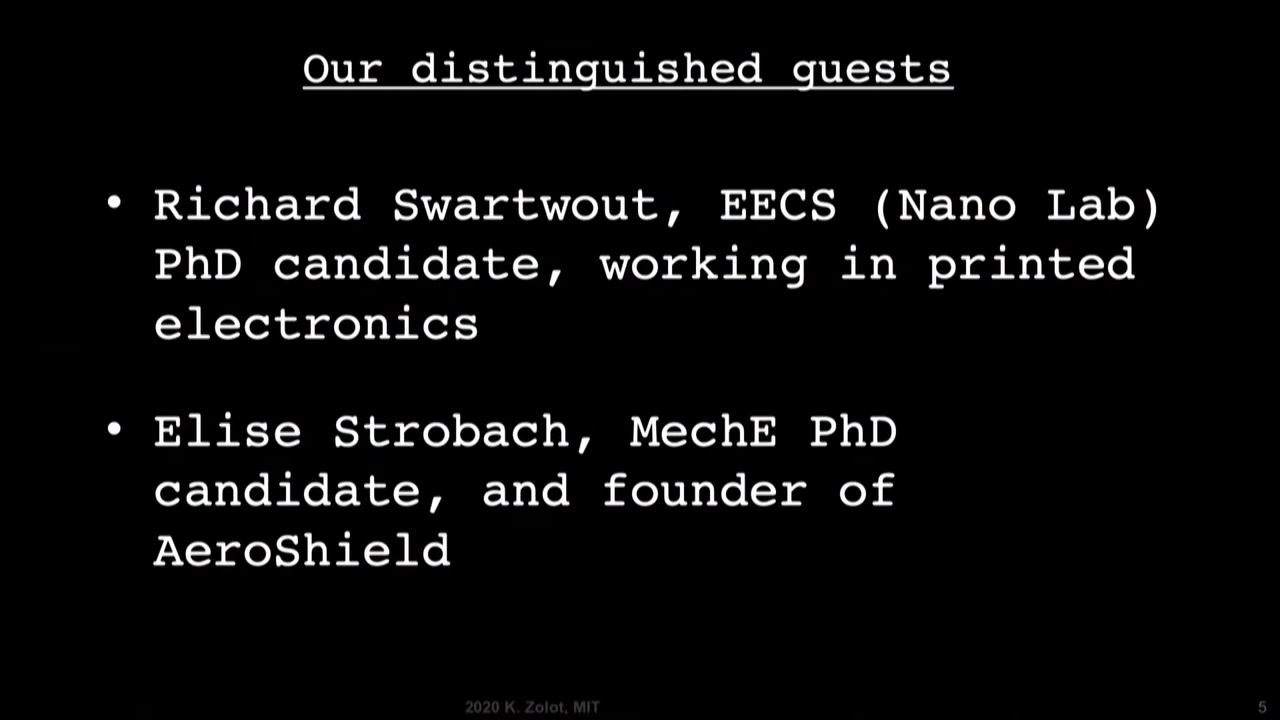 Our distinguished guests
• Richard Swartwout, EECS (Nano Lab)
PhD candidate, working in printed
electronics
• Elise Strobach, MechE PhD
candidate, and founder of
AeroShield
2020 K. Zolot, MIT
5